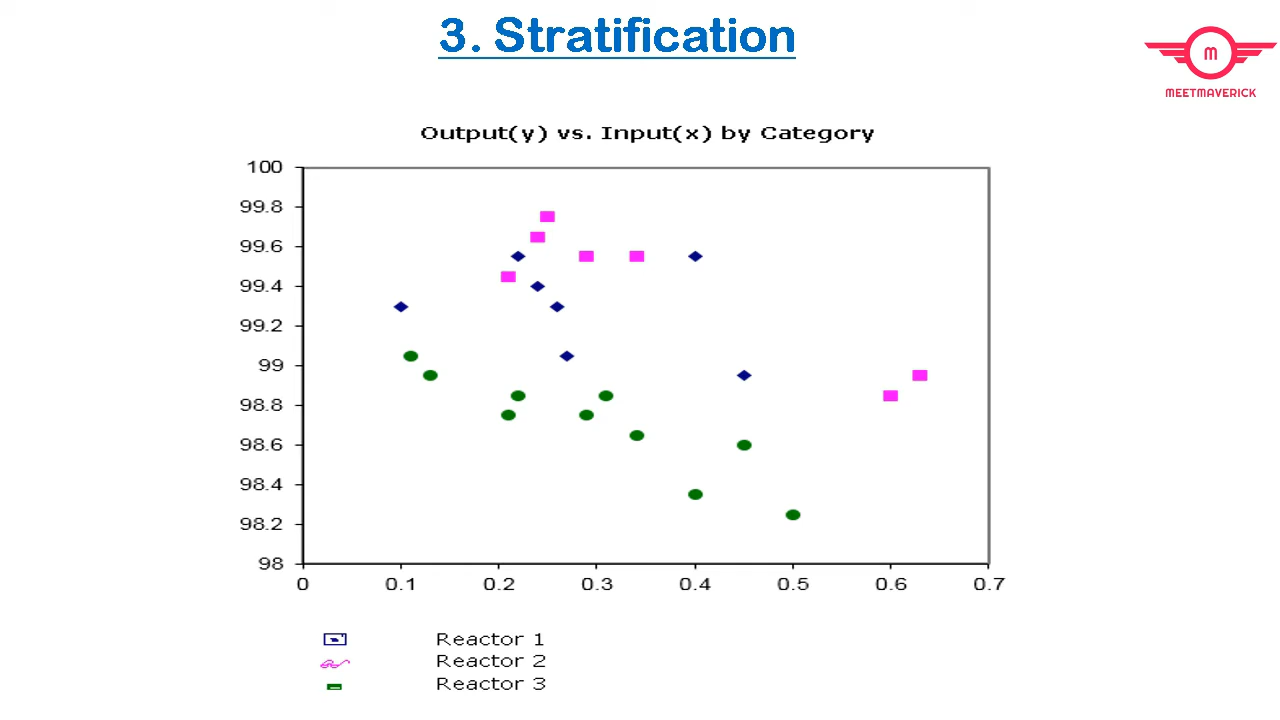 3. Stratification
M
MEETMAVERICK
Output(y) vs. Input(x) by Category
100
99.8
99.6
99.4
99.2
99
98.8
98.6
98.4
98.2
98
0 0.1 0.2 0.3 0.4 0.5 0.6 0.7
Reactor 1
Reactor 2
Reactor 3